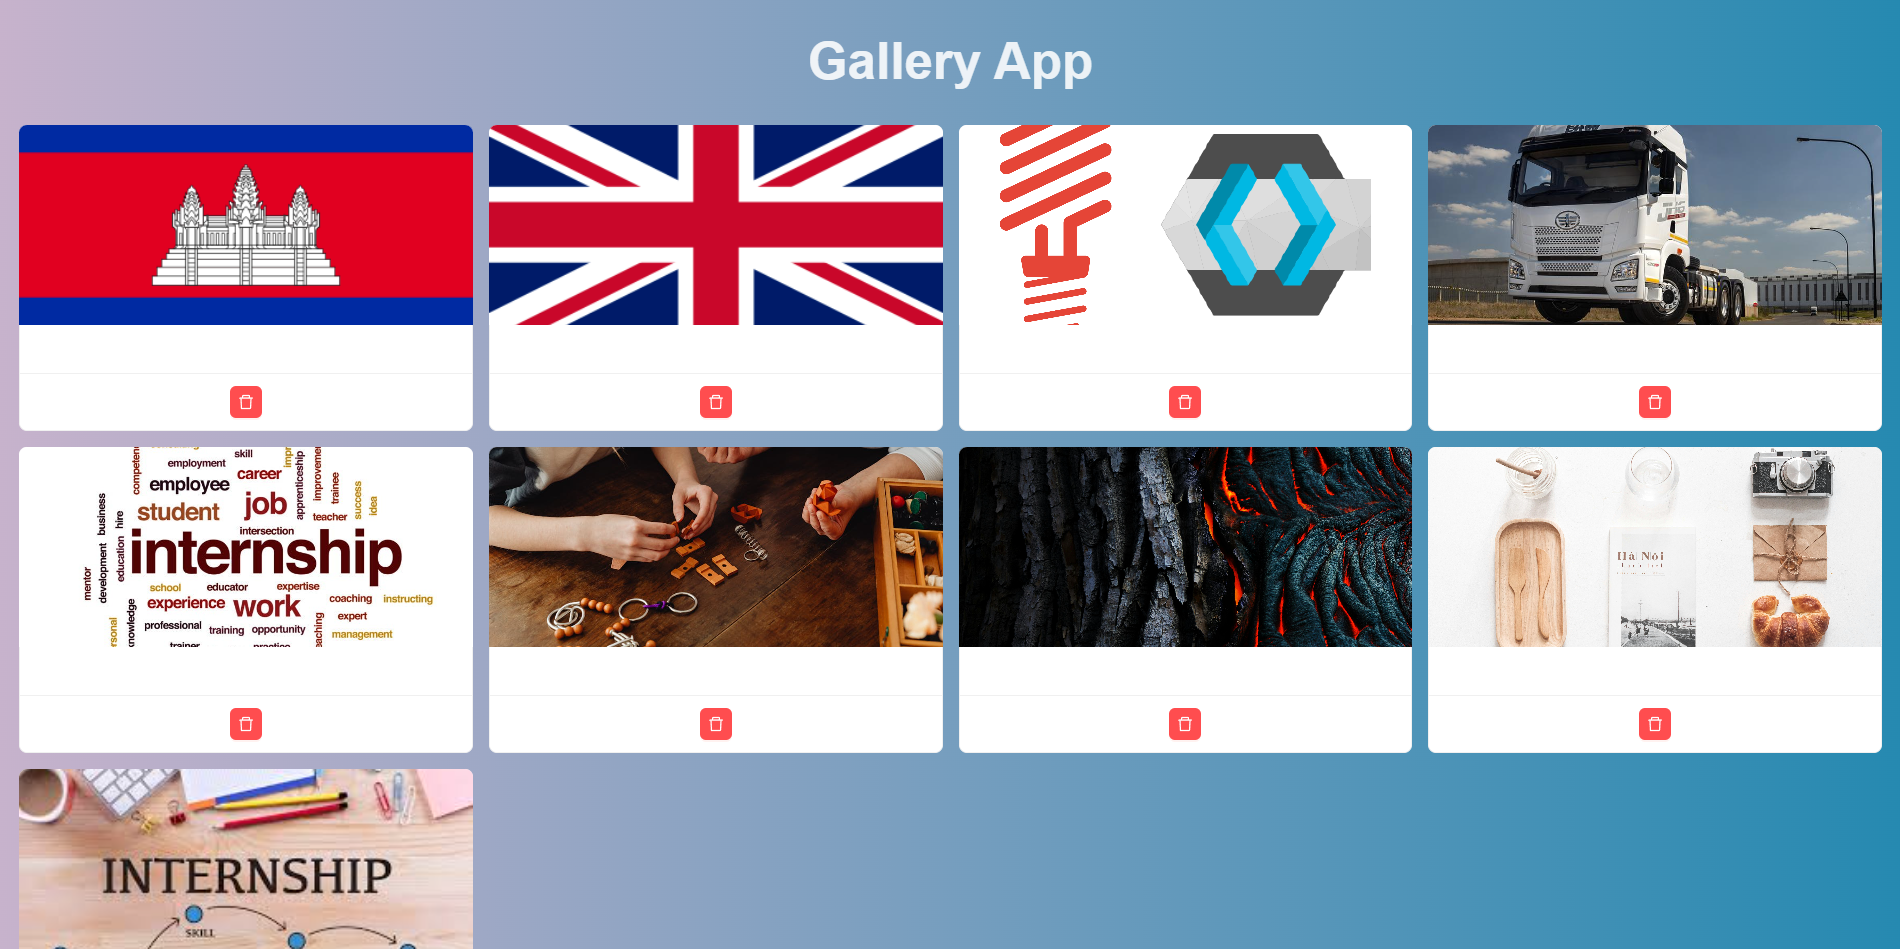 Gallery App
competen
employment
skill
career
impr
improvement
apprenticeship
trainee
employee
job
student
teacher
success
idea
business
hire
intersection
internship
education
development
mentor
school
educator
expertise
experience
work
coaching
instructing
knowledge
professional
training
opportunity
expert
management
rsonal
eaching
trainer
practice
Hà Nội
INTERNSHIP
SKILL